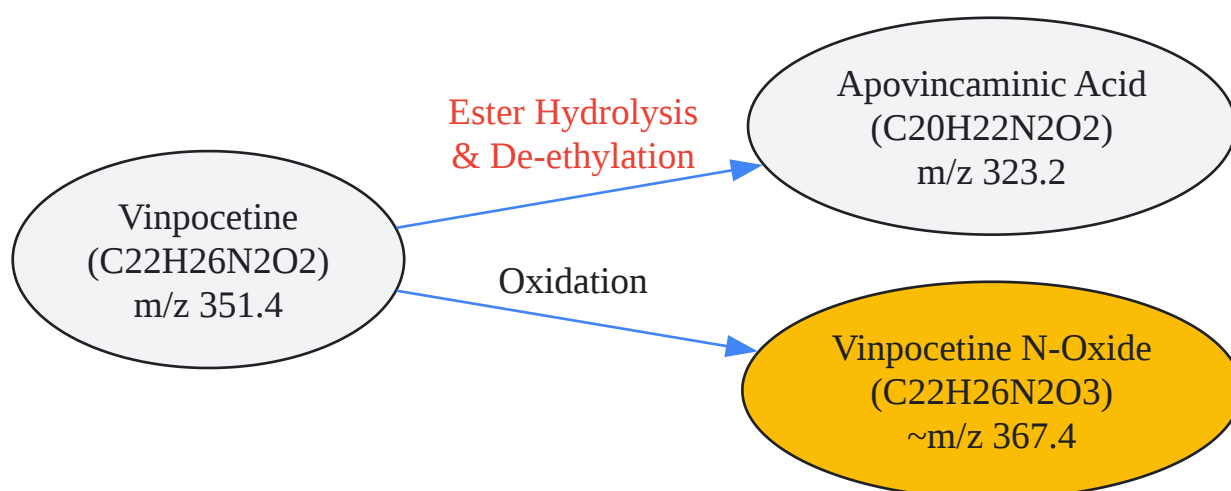 Vinpocetine
(C22H26N2O2)
m/z 351.4
Ester Hydrolysis
& De-ethylation
Apovincaminic Acid
(C20H22N2O2)
m/z 323.2
Oxidation
Vinpocetine N-Oxide
(C22H26N2O3)
~m/z 367.4